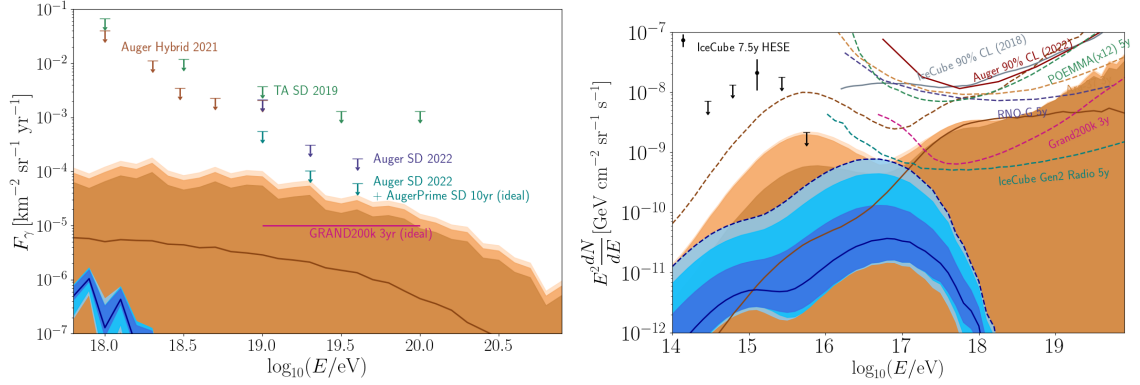 10⁻¹
10⁻²
10⁻³
10⁻⁴
10⁻⁵
10⁻⁶
10⁻⁷
F_γ [km⁻² sr⁻¹ yr⁻¹]
Auger Hybrid 2021
TA SD 2019
Auger SD 2022
Auger SD 2022
+ AugerPrime SD 10yr (ideal)
GRAND200k 3yr (ideal)
18.0 18.5 19.0 19.5 20.0 20.5
log₁₀(E/eV)
10⁻⁷
10⁻⁸
10⁻⁹
10⁻¹⁰
10⁻¹¹
10⁻¹²
E² dN/dE [GeV cm⁻² sr⁻¹ s⁻¹]
IceCube 7.5y HESE
IceCube 90% CL (2018)
Auger 90% CL (2022)
POEMMA(x12) 5y
RNO-G 5y
Grand200k 3y
IceCube Gen2 Radio 5y
14 15 16 17 18 19
log₁₀(E/eV)